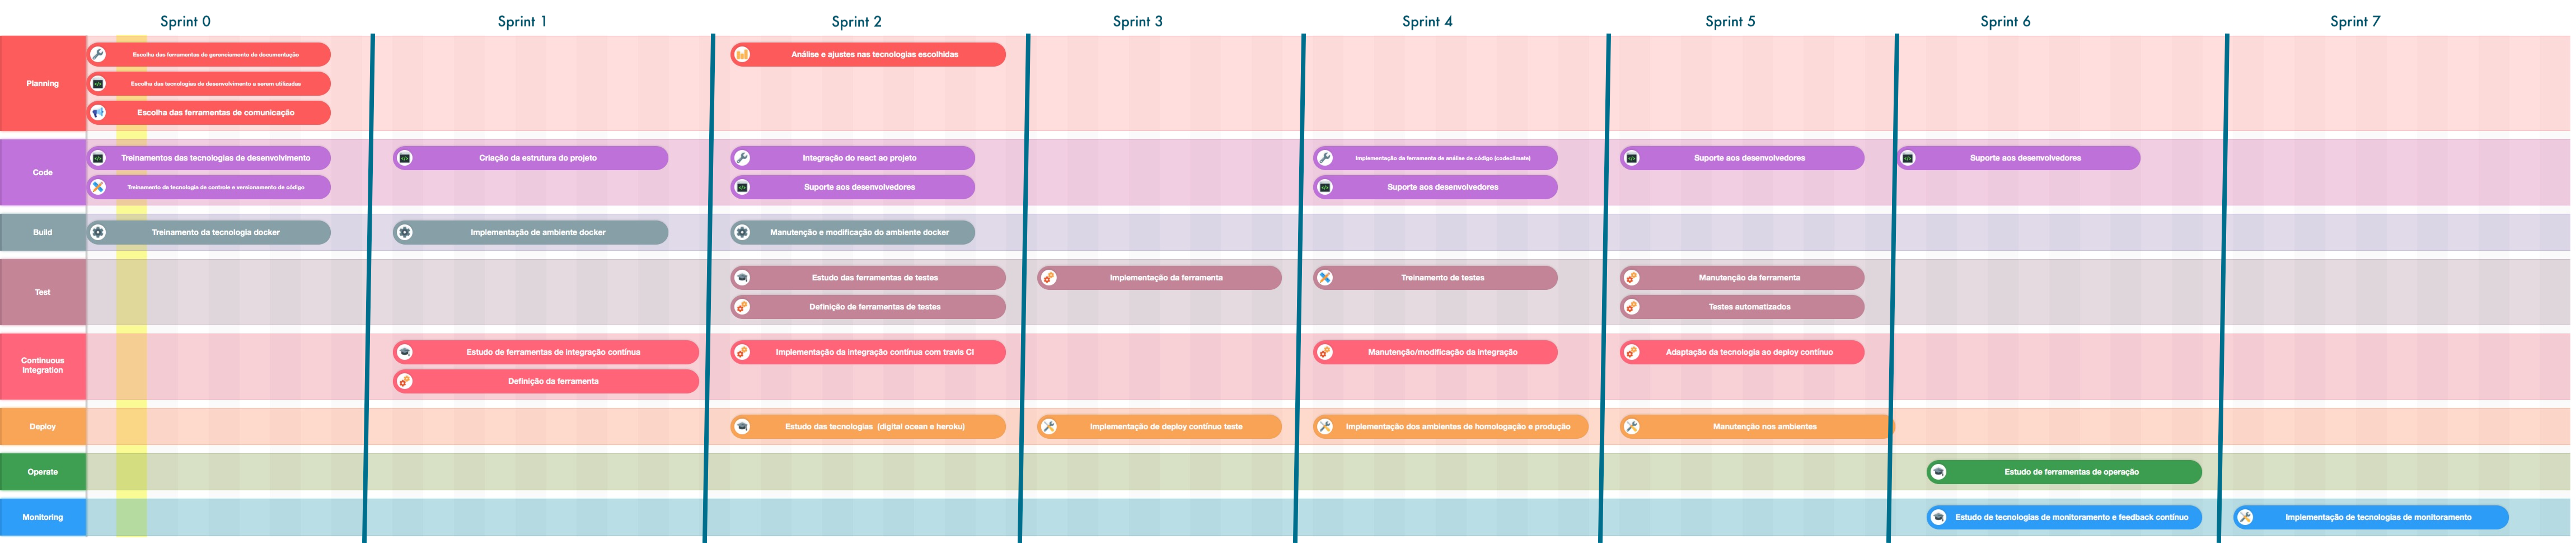 Sprint 0
Sprint 1
Sprint 2
Sprint 3
Sprint 4
Sprint 5
Sprint 6
Sprint 7
Planning
Escolha das ferramentas de gerenciamento de documentação
Análise e ajustes nas tecnologias escolhidas
Escolha das tecnologias de desenvolvimento a serem utilizadas
Escolha das ferramentas de comunicação
Code
Treinamentos das tecnologias de desenvolvimento
Criação da estrutura do projeto
Integração do react ao projeto
Implementação da ferramenta de análise de código (codeclimate)
Suporte aos desenvolvedores
Suporte aos desenvolvedores
Treinamento de tecnologia de controle e versionamento de código
Suporte aos desenvolvedores
Suporte aos desenvolvedores
Build
Treinamento da tecnologia docker
Implementação de ambiente docker
Manutenção e modificação do ambiente docker
Test
Estudo das ferramentas de testes
Implementação da ferramenta
Treinamento de testes
Manutenção da ferramenta
Definição de ferramentas de testes
Testes automatizados
Continuous
Integration
Estudo de ferramentas de integração contínua
Implementação da integração contínua com travis CI
Manutenção/modificação da integração
Adaptação da tecnologia ao deploy contínuo
Definição da ferramenta
Deploy
Estudo das tecnologias (digital ocean e heroku)
Implementação de deploy contínuo teste
Implementação dos ambientes de homologação e produção
Manutenção nos ambientes
Operate
Estudo de ferramentas de operação
Monitoring
Estudo de tecnologias de monitoramento e feedback contínuo
Implementação de tecnologias de monitoramento